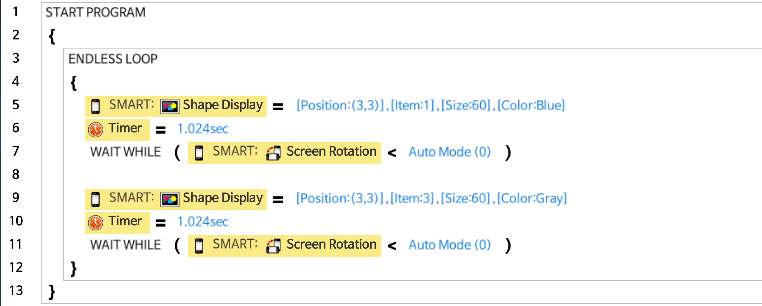 1 START PROGRAM
2 {
3 ENDLESS LOOP
4 {
5 SMART: Shape Display = [Position:(3,3)],[Item:1],[Size:60],[Color:Blue]
6 Timer = 1.024sec
7 WAIT WHILE ( SMART: Screen Rotation < Auto Mode (0) )
8
9 SMART: Shape Display = [Position:(3,3)],[Item:3],[Size:60],[Color:Gray]
10 Timer = 1.024sec
11 WAIT WHILE ( SMART: Screen Rotation < Auto Mode (0) )
12 }
13 }